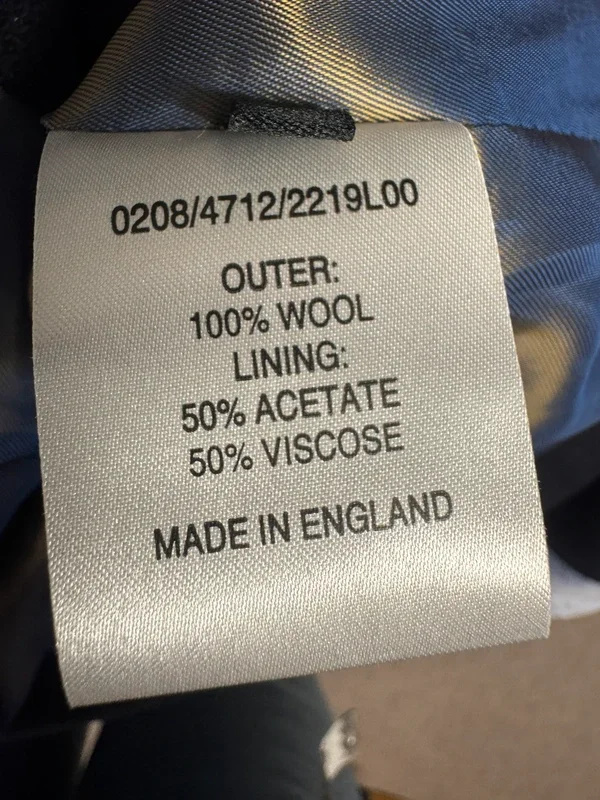 0208/4712/2219L00
OUTER:
100% WOOL
LINING:
50% ACETATE
50% VISCOSE
MADE IN ENGLAND